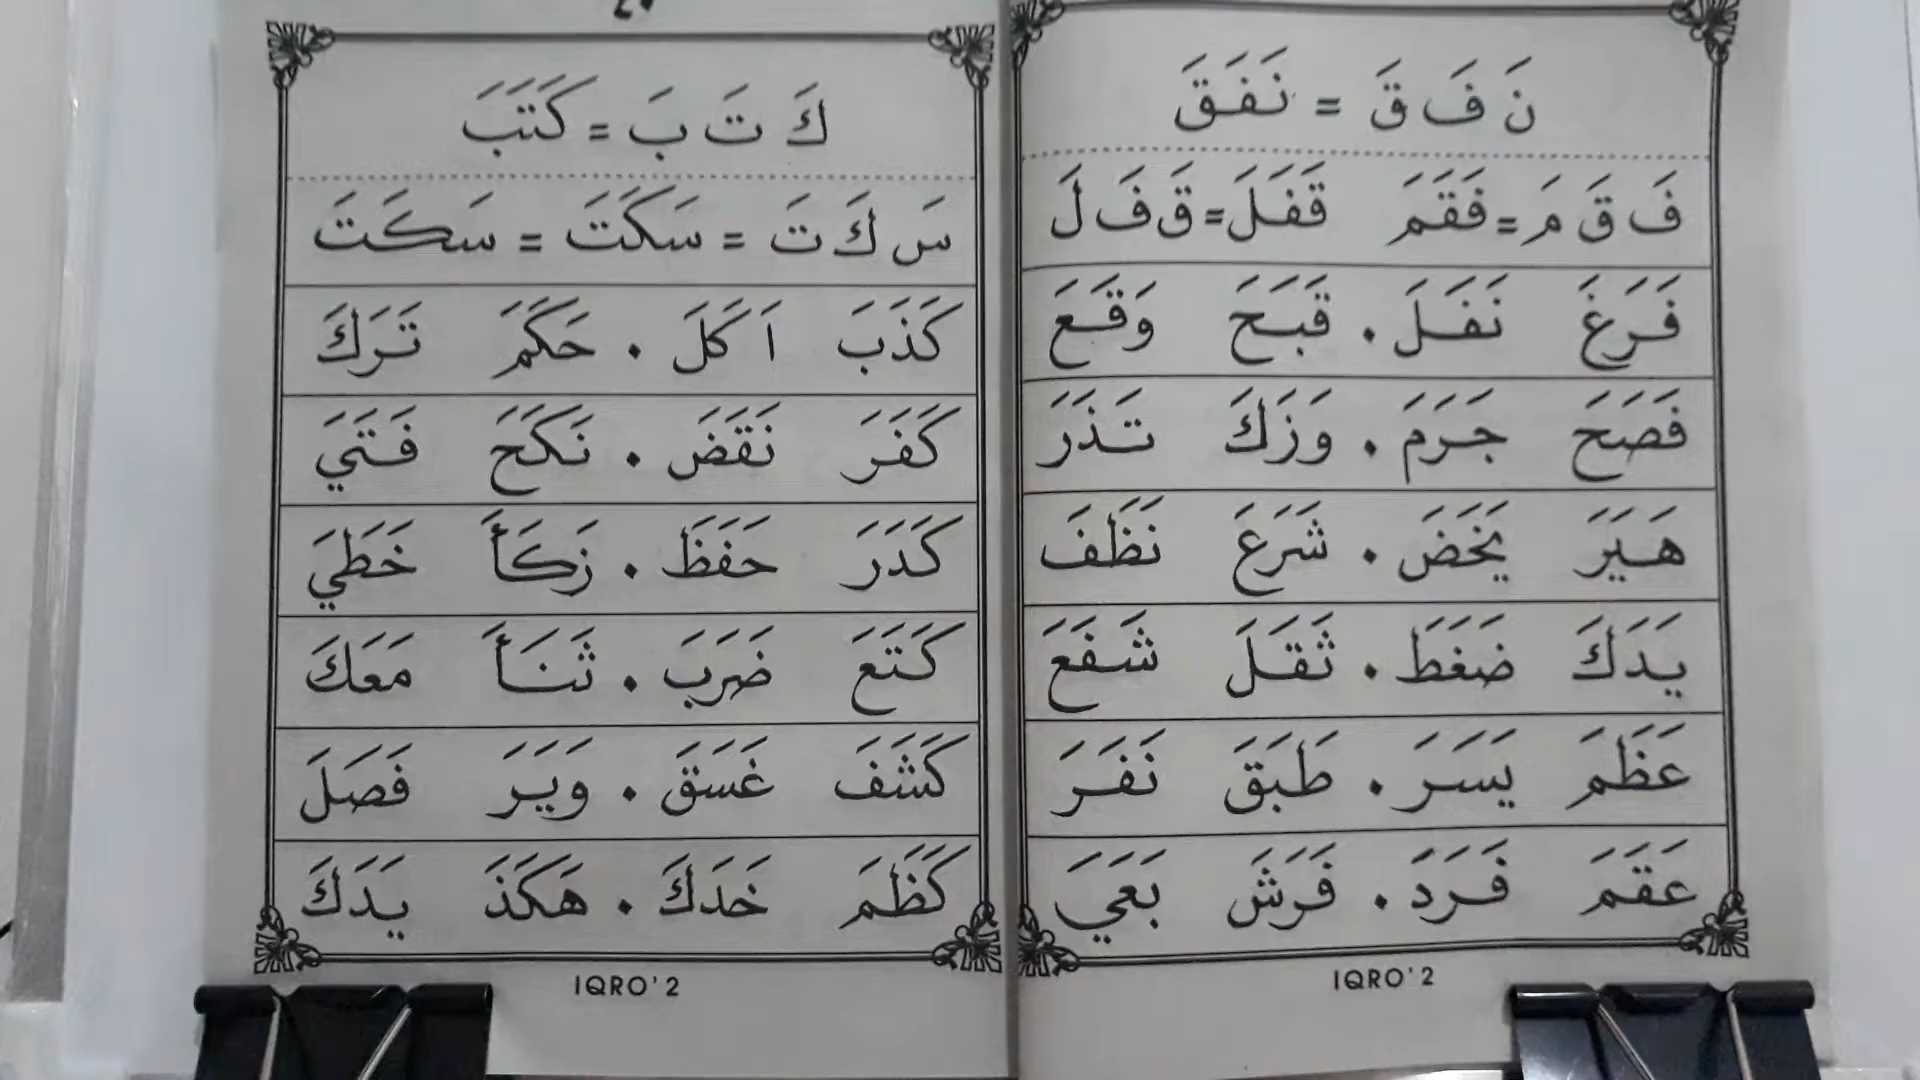 نَ فَ قَ = نَفَقَ
فَ قَ مَ = فَقَمَ قَفَلَ = قَ فَ لَ
فَرَغَ نَفَلَ . قَبَحَ وَقَعَ
فَصَحَ جَرَمَ . وَزَكَ تَذَرَ
هَيَرَ يَخَضَ . شَرَعَ نَظَفَ
يَدَكَ ضَغَطَ . ثَقَلَ شَفَعَ
عَظَمَ يَسَرَ . طَبَقَ نَفَرَ
عَقَمَ فَرَدَ . فَرَشَ بَعَيَ
IQRO' 2
كَ تَ بَ = كَتَبَ
سَ كَ تَ = سَكَتَ = سَكَتَ
كَذَبَ اَكَلَ . حَكَمَ تَرَكَ
كَفَرَ نَقَضَ . نَكَحَ فَتَيَ
كَدَرَ حَفَظَ . زَكَأَ خَطَيَ
كَتَعَ ضَرَبَ . ثَنَأَ مَعَكَ
كَشَفَ غَسَقَ . وَيَرَ فَصَلَ
كَظَمَ خَدَكَ . هَكَذَ يَدَكَ
IQRO' 2